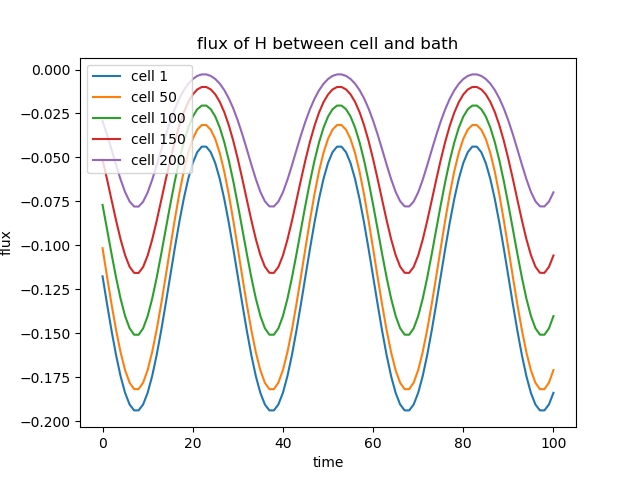 flux of H between cell and bath
cell 1
cell 50
cell 100
cell 150
cell 200
0.000
−0.025
−0.050
−0.075
−0.100
−0.125
−0.150
−0.175
−0.200
flux
0
20
40
60
80
100
time